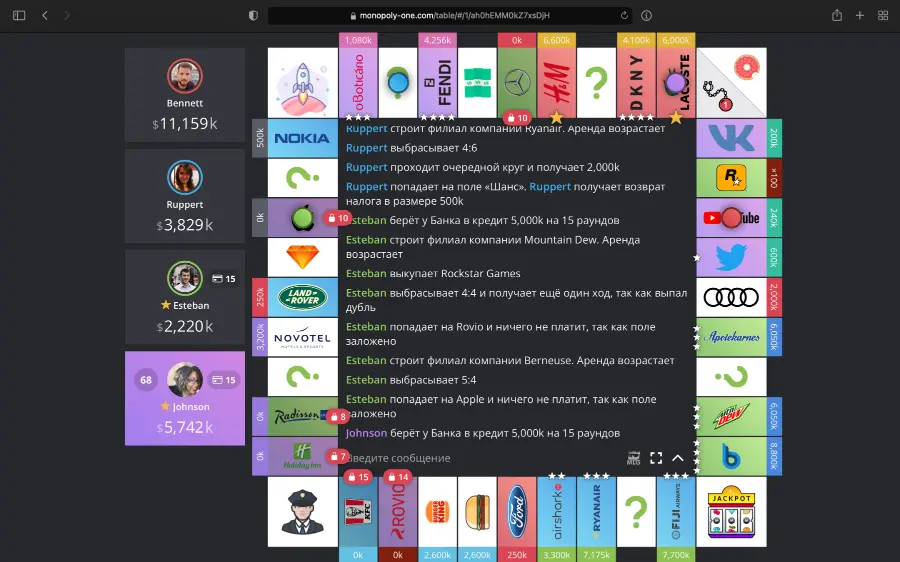 monopoly-one.com/table/#/1/ah0hEMM0kZ7xsDjH
1,080k
4,256k
0k
6,600k
4,100k
6,000k
oBoticário
FENDI
H&M
?
DKNY
LACOSTE
1
10
Bennett
$11,159k
Ruppert
$3,829k
15
Esteban
$2,220k
68
15
Johnson
$5,742k
500k
NOKIA
?
0k
10
250k
LAND-ROVER
3,200k
NOVOTEL
HOTELS & RESORTS
?
0k
Radisson
8
0k
Holiday Inn
7
Ruppert строит филиал компании Ryanair. Аренда возрастает
Ruppert выбрасывает 4:6
Ruppert проходит очередной круг и получает 2,000k
Ruppert попадает на поле «Шанс». Ruppert получает возврат
налога в размере 500k
Esteban берёт у Банка в кредит 5,000k на 15 раундов
Esteban строит филиал компании Mountain Dew. Аренда
возрастает
Esteban выкупает Rockstar Games
Esteban выбрасывает 4:4 и получает ещё один ход, так как выпал
дубль
Esteban попадает на Rovio и ничего не платит, так как поле
заложено
Esteban строит филиал компании Berneuse. Аренда возрастает
Esteban выбрасывает 5:4
Esteban попадает на Apple и ничего не платит, так как поле
заложено
Johnson берёт у Банка в кредит 5,000k на 15 раундов
Введите сообщение
200k
R
×100
YouTube
240k
600k
2,000k
Apotekarnes
6,050k
?
6,050k
b
8,800k
15
14
KFC
ROVIO
BURGER KING
Ford
airshark
RYANAIR
?
FIJI AIRWAYS
JACKPOT
0k
0k
2,600k
2,600k
250k
3,300k
7,175k
7,700k